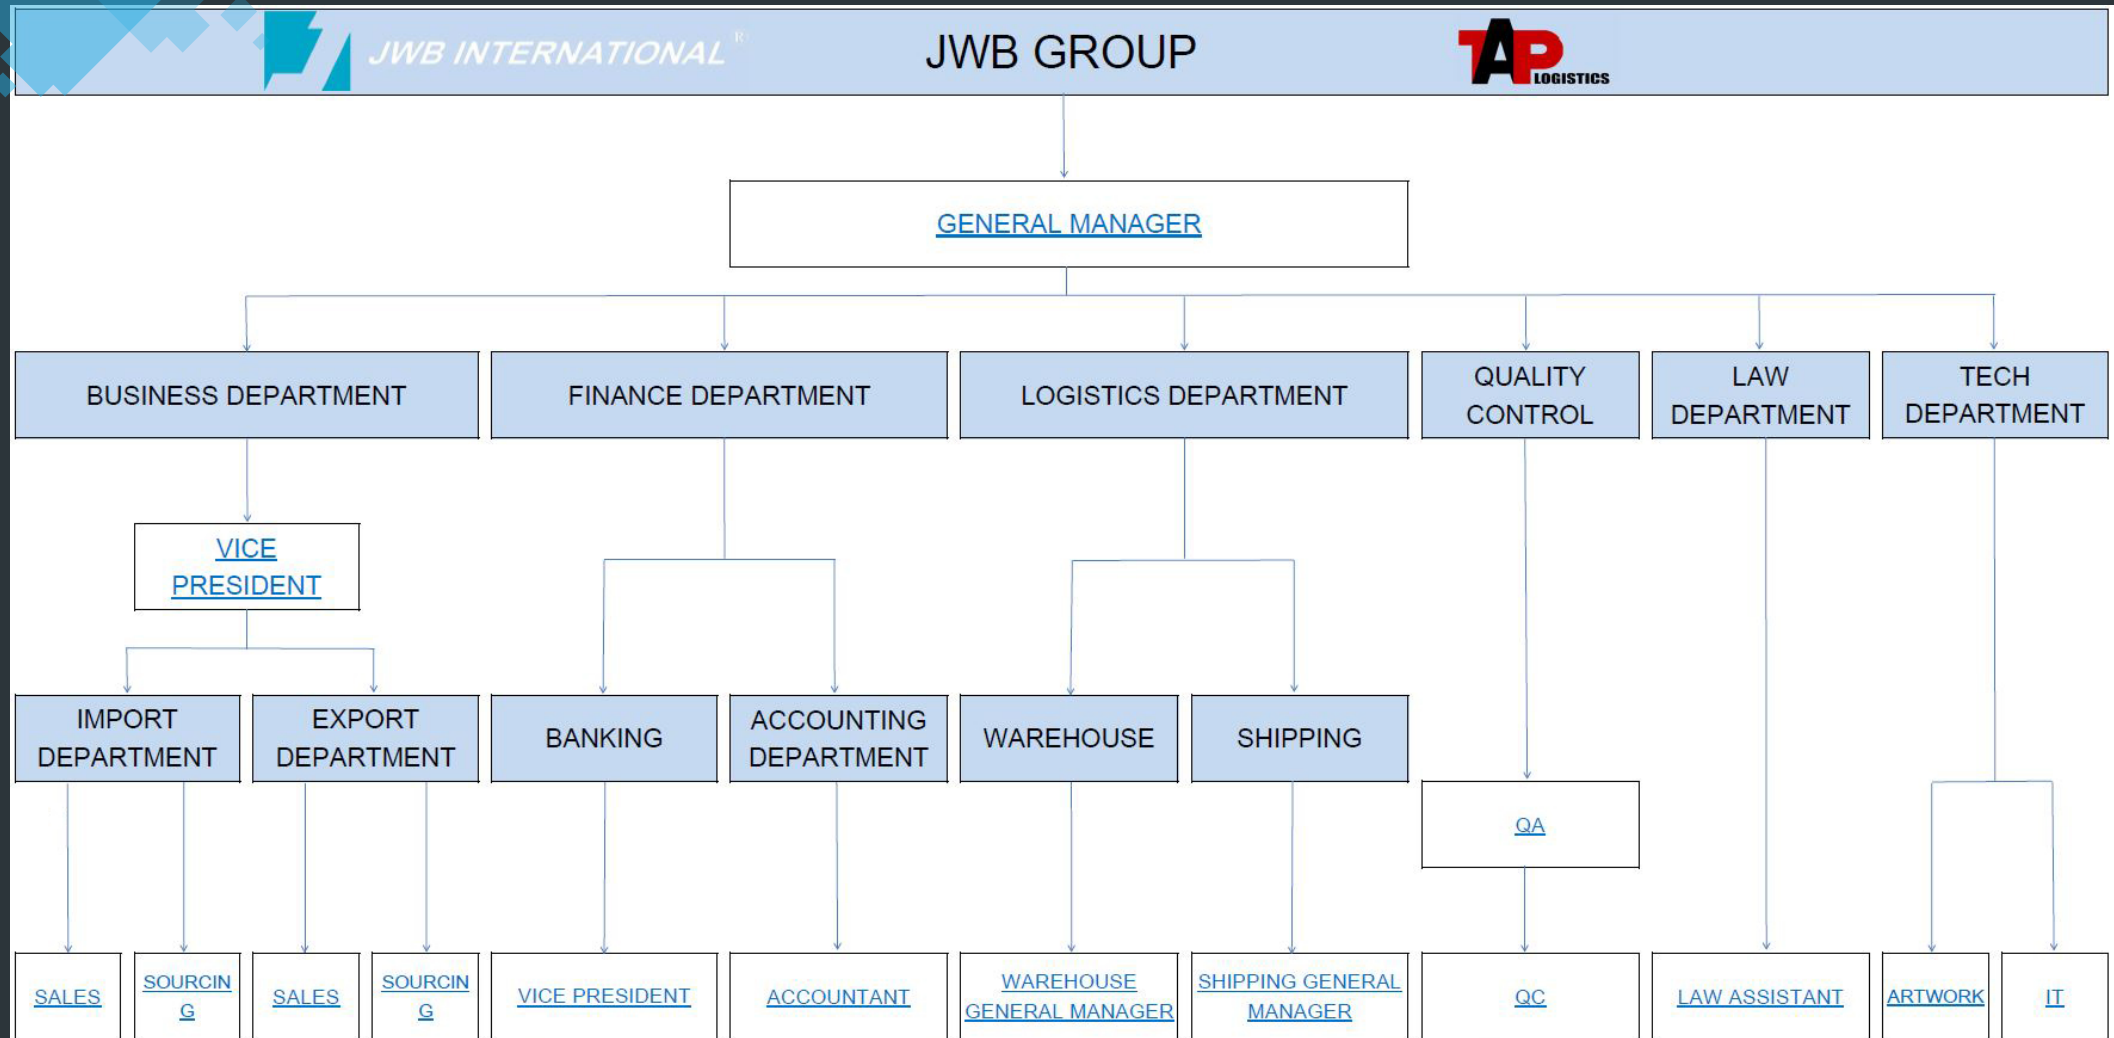 JWB INTERNATIONAL ®
JWB GROUP
TAP
LOGISTICS
GENERAL MANAGER
BUSINESS DEPARTMENT
FINANCE DEPARTMENT
LOGISTICS DEPARTMENT
QUALITY
CONTROL
LAW
DEPARTMENT
TECH
DEPARTMENT
VICE
PRESIDENT
IMPORT
DEPARTMENT
EXPORT
DEPARTMENT
BANKING
ACCOUNTING
DEPARTMENT
WAREHOUSE
SHIPPING
QA
SALES
SOURCIN
G
SALES
SOURCIN
G
VICE PRESIDENT
ACCOUNTANT
WAREHOUSE
GENERAL MANAGER
SHIPPING GENERAL
MANAGER
QC
LAW ASSISTANT
ARTWORK
IT